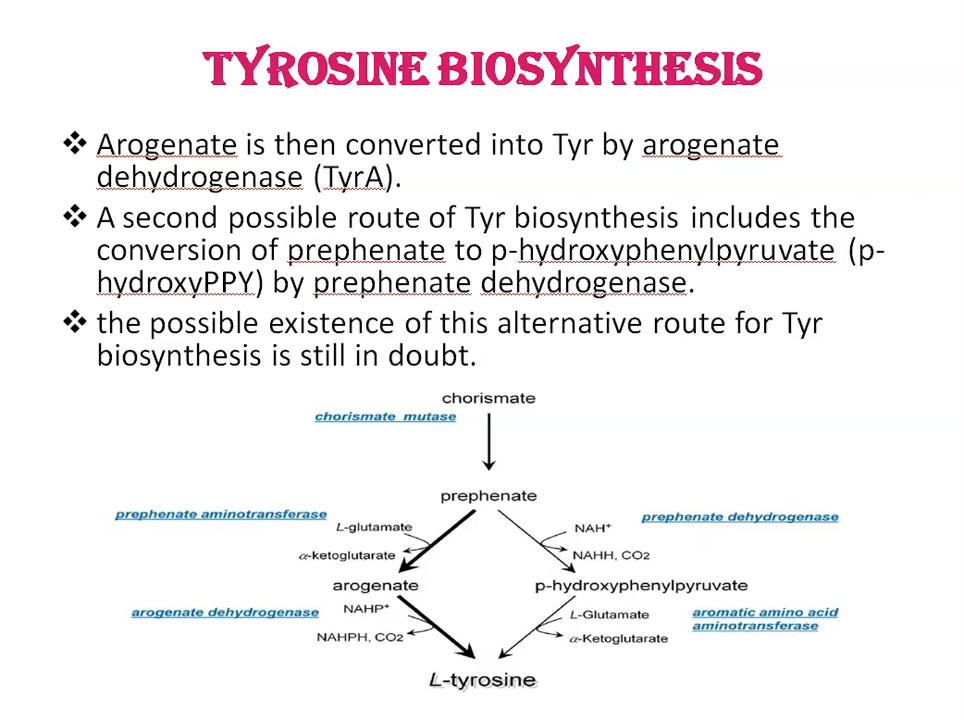 TYROSINE BIOSYNTHESIS
❖ Arogenate is then converted into Tyr by arogenate
dehydrogenase (TyrA).
❖ A second possible route of Tyr biosynthesis includes the
conversion of prephenate to p-hydroxyphenylpyruvate (p-
hydroxyPPY) by prephenate dehydrogenase.
❖ the possible existence of this alternative route for Tyr
biosynthesis is still in doubt.
chorismate
chorismate mutase
prephenate
prephenate aminotransferase
L-glutamate
α-ketoglutarate
NAH⁺
NAHH, CO2
prephenate dehydrogenase
arogenate
p-hydroxyphenylpyruvate
arogenate dehydrogenase
NAHP⁺
NAHPH, CO2
L-Glutamate
α-Ketoglutarate
aromatic amino acid
aminotransferase
L-tyrosine